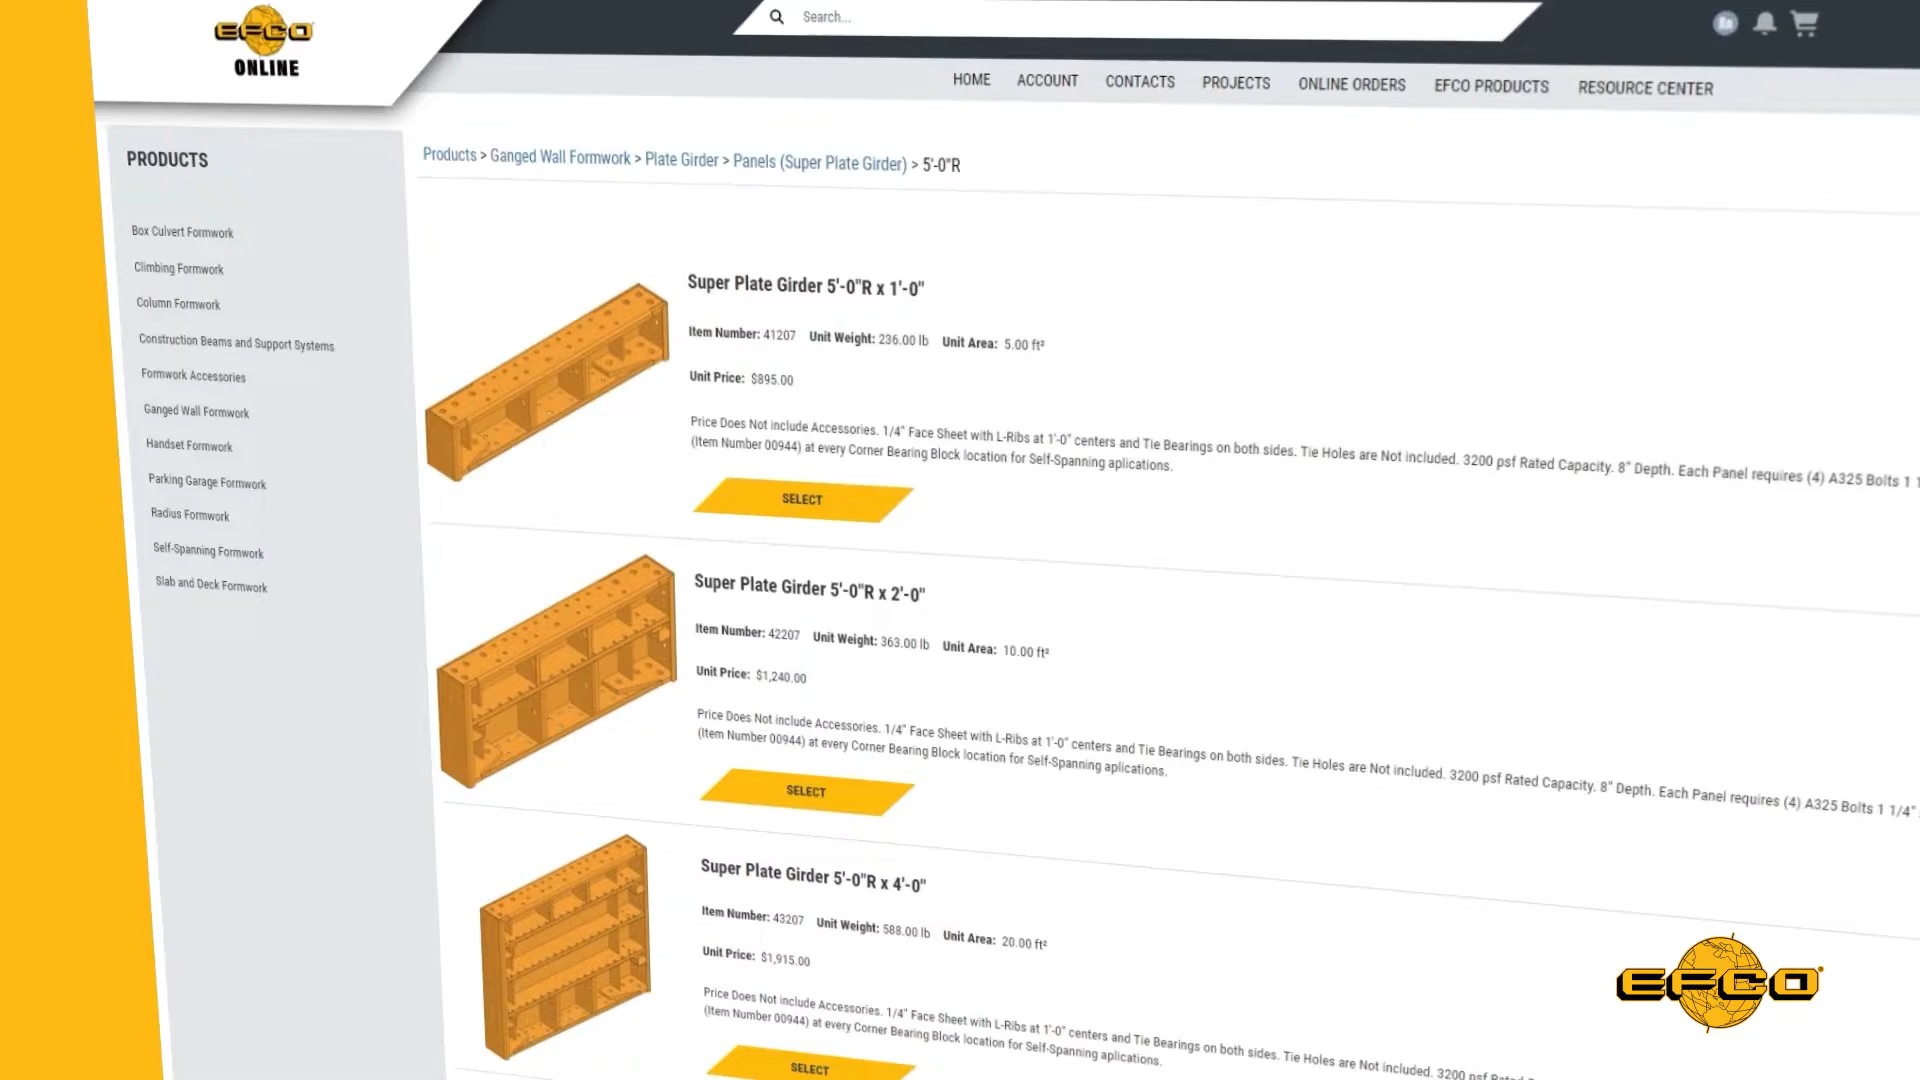 EFCO
ONLINE
Search...
HOME ACCOUNT CONTACTS PROJECTS ONLINE ORDERS EFCO PRODUCTS RESOURCE CENTER
PRODUCTS
Box Culvert Formwork
Climbing Formwork
Column Formwork
Construction Beams and Support Systems
Formwork Accessories
Ganged Wall Formwork
Handset Formwork
Parking Garage Formwork
Radius Formwork
Self-Spanning Formwork
Slab and Deck Formwork
Products > Ganged Wall Formwork > Plate Girder > Panels (Super Plate Girder) > 5'-0"R
Super Plate Girder 5'-0"R x 1'-0"
Item Number: 41207 Unit Weight: 236.00 lb Unit Area: 5.00 ft²
Unit Price: $895.00
Price Does Not include Accessories. 1/4" Face Sheet with L-Ribs at 1'-0" centers and Tie Bearings on both sides. Tie Holes are Not included. 3200 psf Rated Capacity. 8" Depth. Each Panel requires (4) A325 Bolts 1 1
(Item Number 00944) at every Corner Bearing Block location for Self-Spanning aplications.
SELECT
Super Plate Girder 5'-0"R x 2'-0"
Item Number: 42207 Unit Weight: 363.00 lb Unit Area: 10.00 ft²
Unit Price: $1,240.00
Price Does Not include Accessories. 1/4" Face Sheet with L-Ribs at 1'-0" centers and Tie Bearings on both sides. Tie Holes are Not included. 3200 psf Rated Capacity. 8" Depth. Each Panel requires (4) A325 Bolts 1 1/4"
(Item Number 00944) at every Corner Bearing Block location for Self-Spanning aplications.
SELECT
Super Plate Girder 5'-0"R x 4'-0"
Item Number: 43207 Unit Weight: 588.00 lb Unit Area: 20.00 ft²
Unit Price: $1,915.00
Price Does Not include Accessories. 1/4" Face Sheet with L-Ribs at 1'-0" centers and Tie Bearings on both sides. Tie Holes are Not included. 3200 psf
(Item Number 00944) at every Corner Bearing Block location for Self-Spanning aplications.
SELECT
EFCO